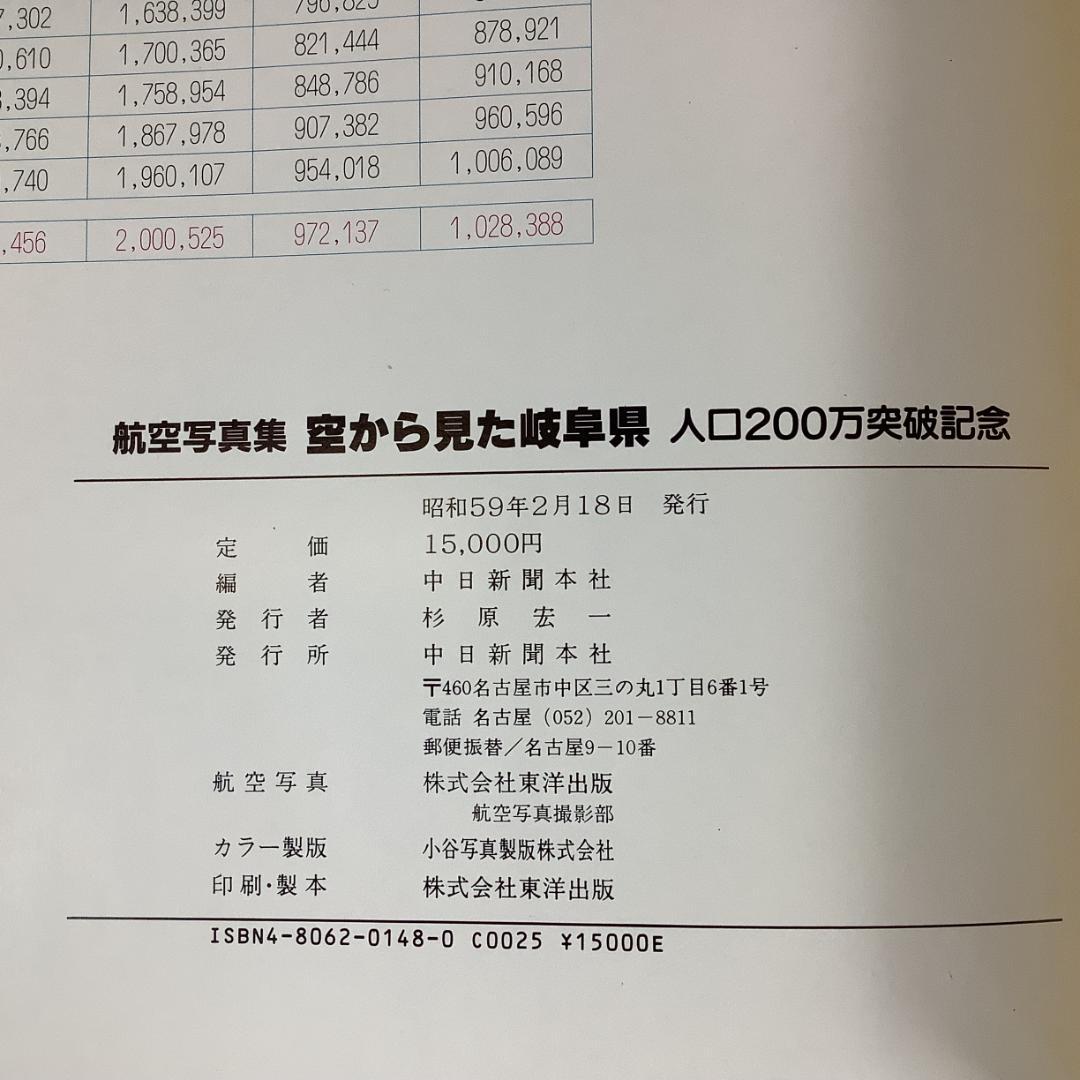 7,302 1,638,399 796,825
0,610 1,700,365 821,444 878,921
,394 1,758,954 848,786 910,168
,766 1,867,978 907,382 960,596
,740 1,960,107 954,018 1,006,089
,456 2,000,525 972,137 1,028,388
航空写真集 空から見た岐阜県 人口200万突破記念
昭和59年2月18日 発行
定価 15,000円
編者 中日新聞本社
発行者 杉原宏一
発行所 中日新聞本社
〒460名古屋市中区三の丸1丁目6番1号
電話 名古屋(052)201-8811
郵便振替/名古屋9-10番
航空写真 株式会社東洋出版
航空写真撮影部
カラー製版 小谷写真製版株式会社
印刷・製本 株式会社東洋出版
ISBN4-8062-0148-0 C0025 ¥15000E